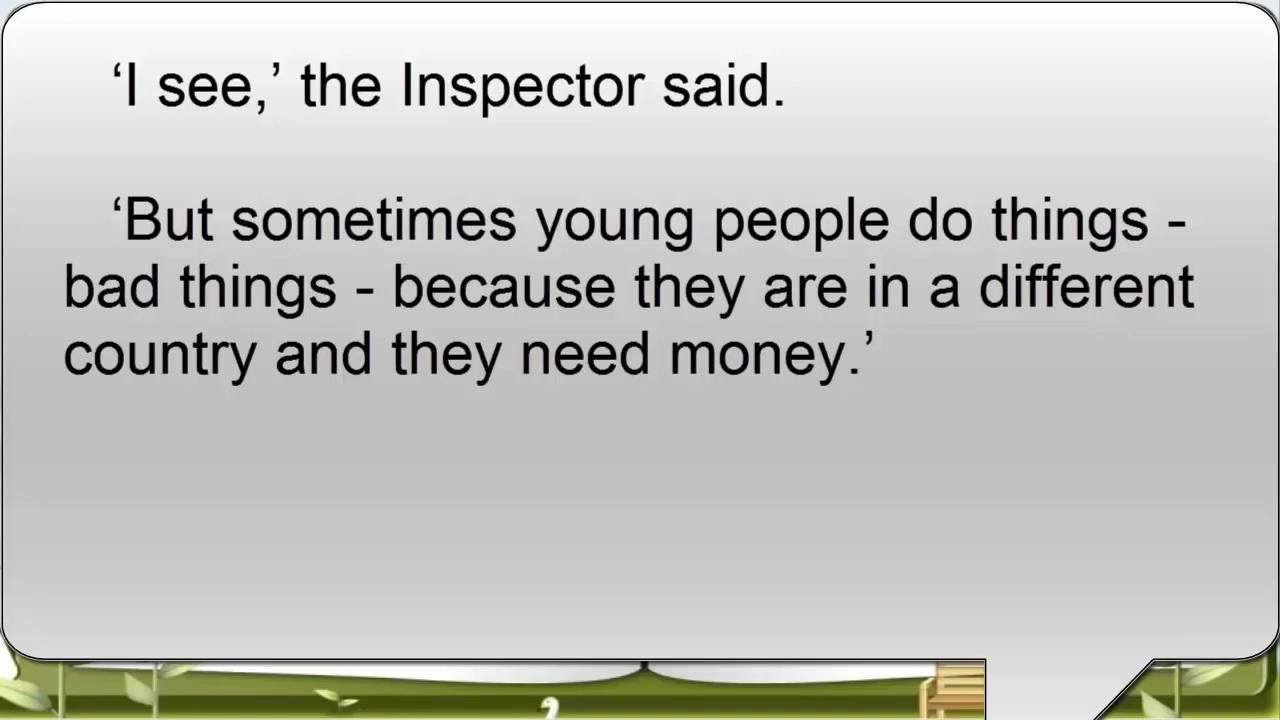 ‘I see,’ the Inspector said.
‘But sometimes young people do things -
bad things - because they are in a different
country and they need money.’